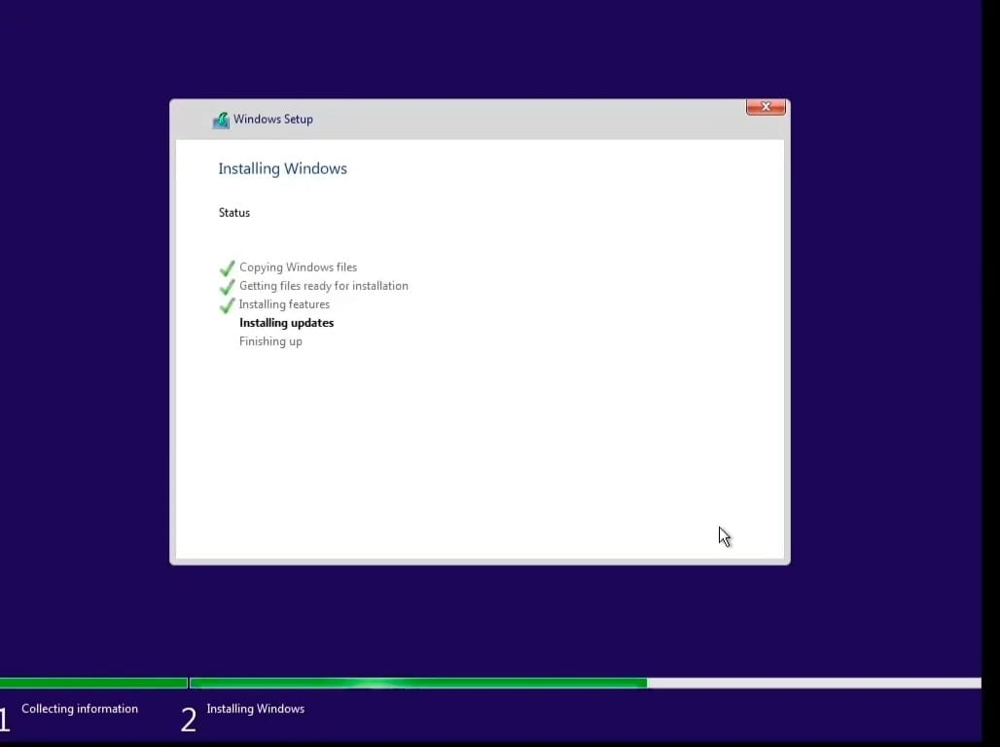 Windows Setup
Installing Windows
Status
Copying Windows files
Getting files ready for installation
Installing features
Installing updates
Finishing up
1 Collecting information
2 Installing Windows